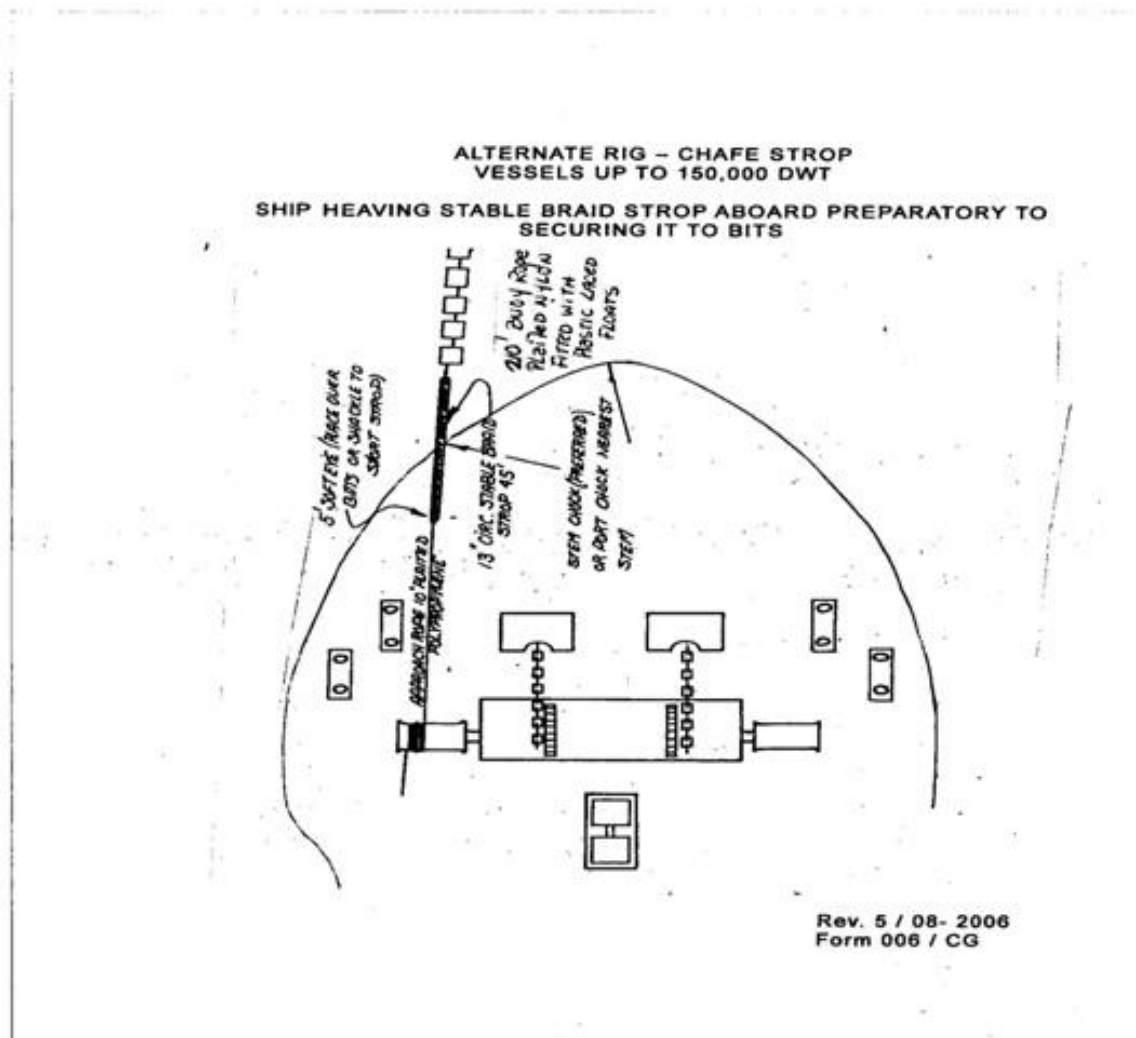 ALTERNATE RIG – CHAFE STROP
VESSELS UP TO 150,000 DWT
SHIP HEAVING STABLE BRAID STROP ABOARD PREPARATORY TO
SECURING IT TO BITS
210' BUOY ROPE
PLAITED NYLON
FITTED WITH
PLASTIC LACED
FLOATS
5' SOFT EYE (PLACE OVER
BITS OR SHACKLE TO
SHORT STROP)
13" CIRC. STABLE BRAID
STROP 45'
STEM CHOCK (PREFERRED)
OR PORT CHOCK NEAREST
STEM
APPROACH ROPE 10" PLAITED
POLYPROPYLENE
Rev. 5 / 08- 2006
Form 006 / CG